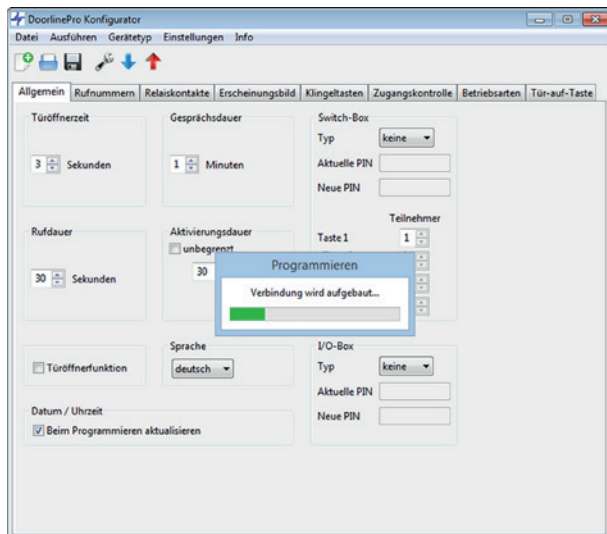 DoorlinePro Konfigurator
Datei Ausführen Gerätetyp Einstellungen Info
Allgemein Rufnummern Relaiskontakte Erscheinungsbild Klingeltasten Zugangskontrolle Betriebsarten Tür-auf-Taste
Türöffnerzeit Gesprächsdauer Switch-Box
Typ keine
3 Sekunden 1 Minuten Aktuelle PIN
Neue PIN
Teilnehmer
Rufdauer Aktivierungsdauer Taste 1 1
unbegrenzt
30 Sekunden 30
Programmieren
Verbindung wird aufgebaut...
Sprache I/O-Box
Türöffnerfunktion deutsch Typ keine
Aktuelle PIN
Datum / Uhrzeit Neue PIN
Beim Programmieren aktualisieren